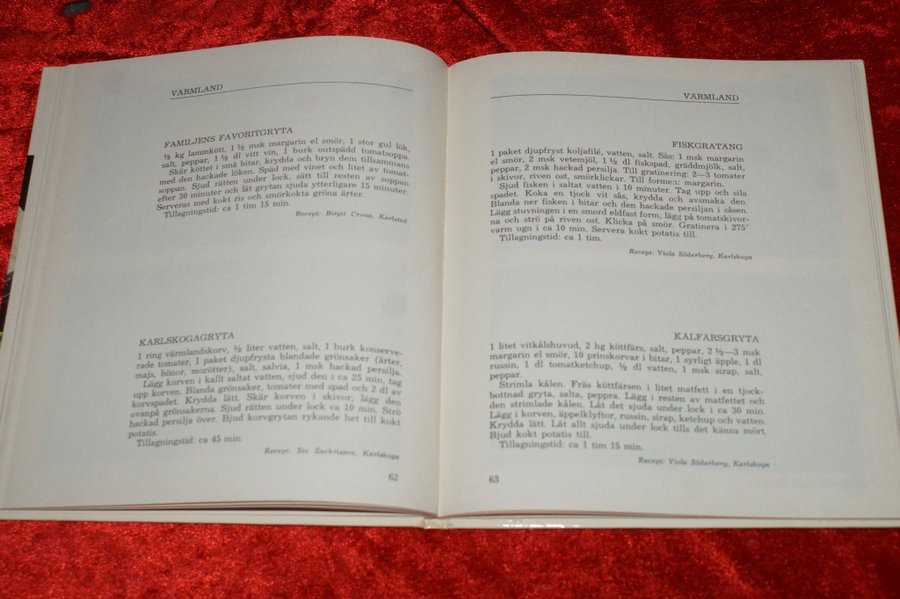 VÄRMLAND
FAMILJENS FAVORITGRYTA
½ kg lammkött, 1 msk margarin el smör, 1 stor gul lök,
salt, peppar, 1 ½ dl vitt vin, 1 burk outspädd tomatsoppa.
Skär köttet i små bitar, krydda och bryn dem tillsammans
med den hackade löken. Späd med vinet och litet av tomat-
soppan. Sjud rätten under lock, sätt till resten av soppan
efter 30 minuter och låt grytan sjuda ytterligare 15 minuter.
Serveras med kokt ris och smörkokta gröna ärter.
Tillagningstid: ca 1 tim 15 min.
Recept: Birgit Crona, Karlstad
KARLSKOGAGRYTA
1 ring värmlandskorv, ½ liter vatten, salt, 1 burk konserve-
rade tomater, 1 paket djupfrysta blandade grönsaker (ärter,
majs, bönor, morötter), salt, salvia, 1 msk hackad persilja.
Lägg korven i kallt saltat vatten, sjud den i ca 25 min, tag
upp korven. Blanda grönsaker, tomater med spad och 2 dl av
korvspadet. Krydda lätt. Skär korven i skivor, lägg den
ovanpå grönsakerna. Sjud rätten under lock ca 10 min. Strö
hackad persilja över. Bjud korvgrytan rykande het till kokt
potatis.
Tillagningstid: ca 45 min.
Recept: Siv Zackrisson, Karlskoga
62
VÄRMLAND
FISKGRATÄNG
1 paket djupfryst koljafilé, vatten, salt. Sås: 1 msk margarin
el smör, 2 msk vetemjöl, 1 ½ dl fiskspad, gräddmjölk, salt,
peppar, 2 msk hackad persilja. Till gratinering: 2—3 tomater
i skivor, riven ost, smörklickar. Till formen: margarin.
Sjud fisken i saltat vatten i 10 minuter. Tag upp och sila
spadet. Koka en tjock vit sås, krydda och avsmaka den.
Blanda ner fisken i bitar och den hackade persiljan i såsen.
Lägg stuvningen i en smord eldfast form, lägg på tomatskivor-
na och strö på riven ost. Klicka på smör. Gratinera i 275°
varm ugn i ca 10 min. Servera kokt potatis till.
Tillagningstid: ca 1 tim.
Recept: Viola Söderberg, Karlskoga
KALFARSGRYTA
1 litet vitkålshuvud, 2 hg köttfärs, salt, peppar, 2 ½—3 msk
margarin el smör, 10 prinskorvar i bitar, 1 syrligt äpple, 1 dl
russin, 1 dl tomatketchup, ½ dl vatten, 1 msk sirap, salt,
peppar.
Strimla kålen. Fräs köttfärsen i litet matfett i en tjock-
bottnad gryta, salta, peppra. Lägg i resten av matfettet och
den strimlade kålen. Låt det sjuda under lock i ca 30 min.
Lägg i korven, äppelklyftor, russin, sirap, ketchup och vatten.
Krydda lätt. Låt allt sjuda under lock tills det känns mört.
Bjud kokt potatis till.
Tillagningstid: ca 1 tim 15 min.
Recept: Viola Söderberg, Karlskoga
63